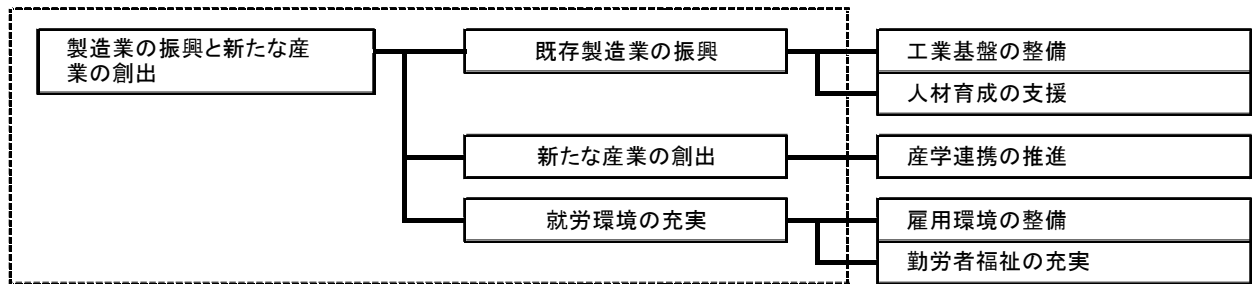 製造業の振興と新たな産
業の創出
既存製造業の振興
工業基盤の整備
人材育成の支援
新たな産業の創出
産学連携の推進
就労環境の充実
雇用環境の整備
勤労者福祉の充実